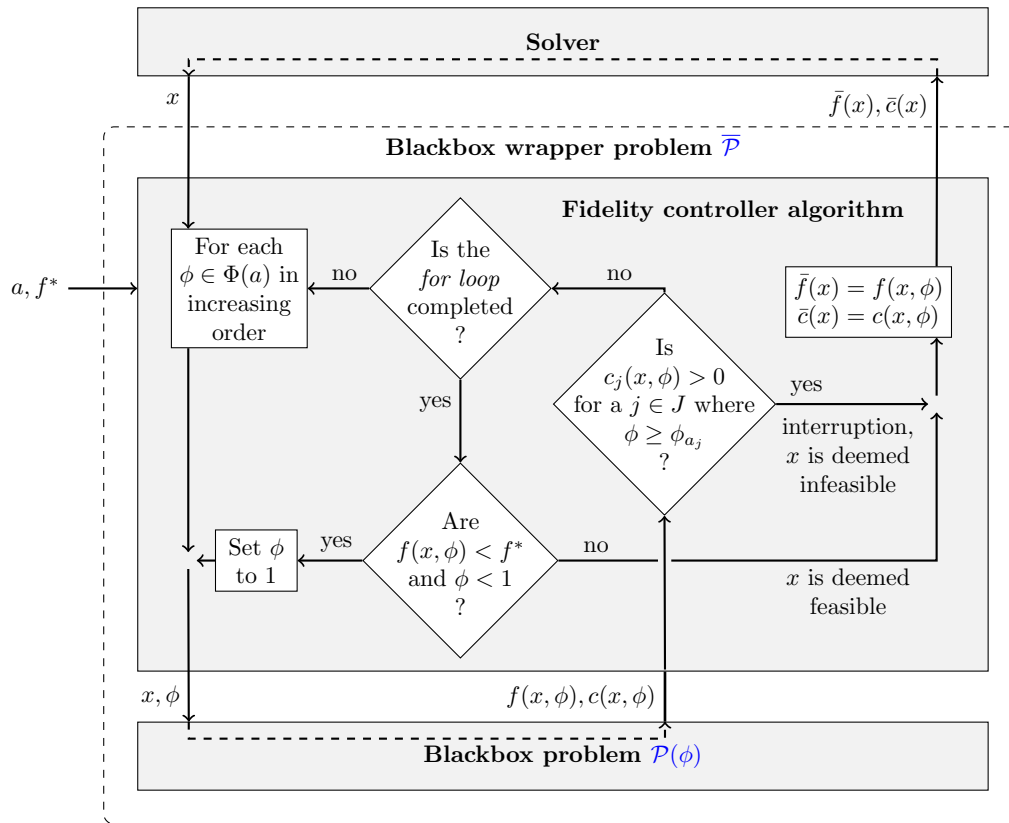 Solver
x
f̄(x), c̄(x)
Blackbox wrapper problem 𝒫̅
Fidelity controller algorithm
a, f*
For each
ϕ ∈ Φ(a) in
increasing
order
no
Is the
for loop
completed
?
no
f̄(x) = f(x, ϕ)
c̄(x) = c(x, ϕ)
Is
c_j(x, ϕ) > 0
for a j ∈ J where
ϕ ≥ ϕ_{a_j}
?
yes
interruption,
x is deemed
infeasible
yes
Set ϕ
to 1
yes
Are
f(x, ϕ) < f*
and ϕ < 1
?
no
x is deemed
feasible
x, ϕ
f(x, ϕ), c(x, ϕ)
Blackbox problem 𝒫(ϕ)